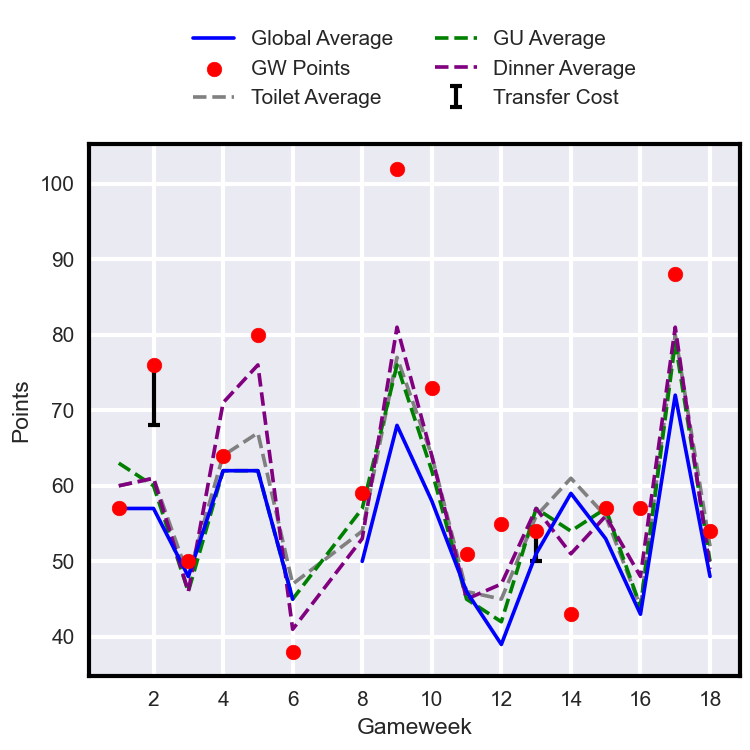 Global Average
GW Points
Toilet Average
GU Average
Dinner Average
Transfer Cost
100
90
80
70
60
50
40
Points
2 4 6 8 10 12 14 16 18
Gameweek